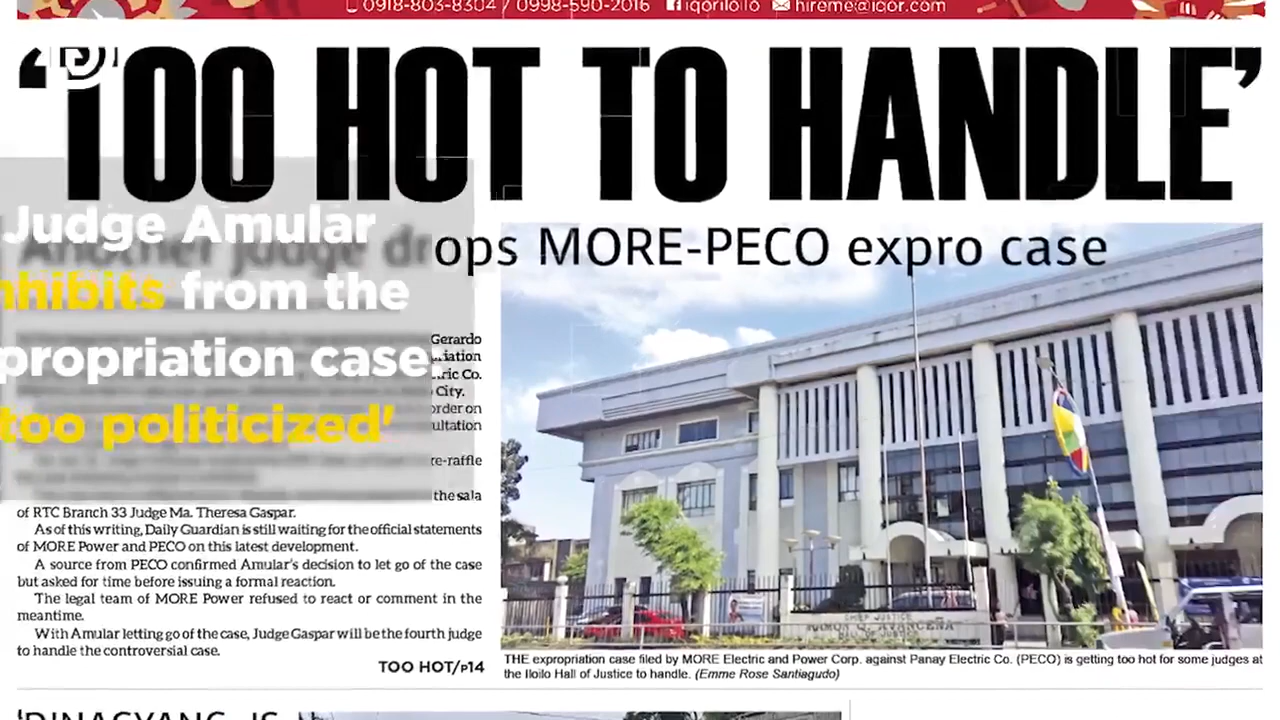 0918-803-8304 / 0998-590-2016 iqoriloilo hireme@iqor.com
'TOO HOT TO HANDLE'
Another judge drops MORE-PECO expro case
Judge Amular
nhibits from the
propriation case:
too politicized'
Gerardo
riation
ric Co.
City.
order on
ultation
re-raffle
the sala
of RTC Branch 33 Judge Ma. Theresa Gaspar.
As of this writing, Daily Guardian is still waiting for the official statements
of MORE Power and PECO on this latest development.
A source from PECO confirmed Amular's decision to let go of the case
but asked for time before issuing a formal reaction.
The legal team of MORE Power refused to react or comment in the
meantime.
With Amular letting go of the case, Judge Gaspar will be the fourth judge
to handle the controversial case.
TOO HOT/P14
CHIEF JUSTICE
RAMON Q. AVANCEÑA
THE expropriation case filed by MORE Electric and Power Corp. against Panay Electric Co. (PECO) is getting too hot for some judges at
the Iloilo Hall of Justice to handle. (Emme Rose Santiagudo)
'DINAGYANG IS